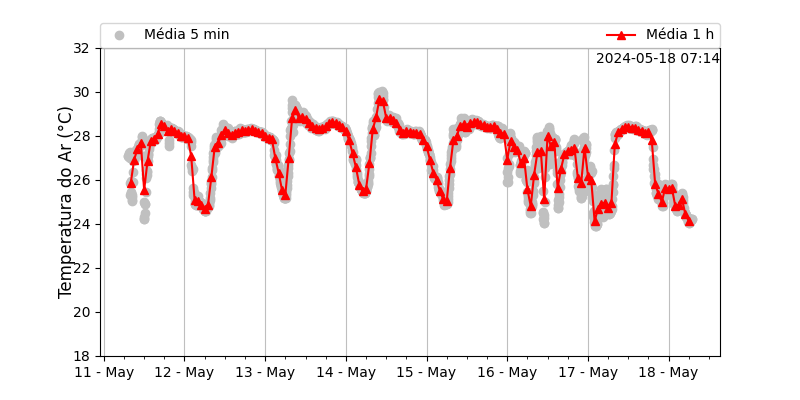 Média 5 min
Média 1 h
2024-05-18 07:14
Temperatura do Ar (°C)
32
30
28
26
24
22
20
18
11 - May
12 - May
13 - May
14 - May
15 - May
16 - May
17 - May
18 - May